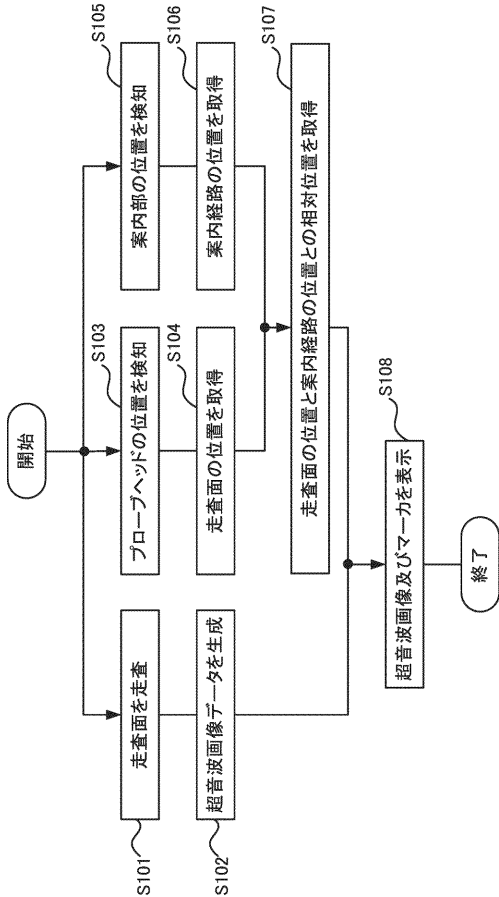 開始
S101
走査面を走査
S102
超音波画像データを生成
S103
プローブヘッドの位置を検知
S104
走査面の位置を取得
S105
案内部の位置を検知
S106
案内経路の位置を取得
S107
走査面の位置と案内経路の位置との相対位置を取得
S108
超音波画像及びマーカを表示
終了